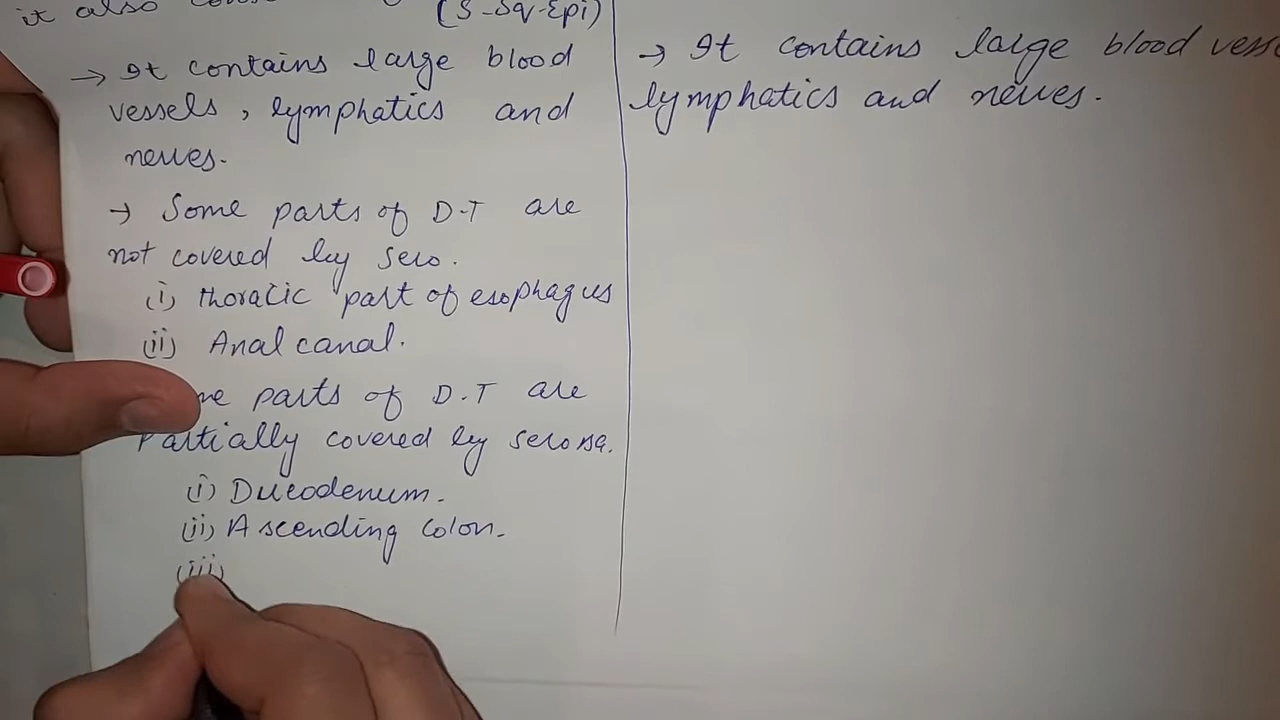 it also
(S-Sq-Epi)
→ It contains large blood
vessels, lymphatics and
nerves.
→ Some parts of D.T are
not covered by sero.
(i) thoracic part of esophagus
(ii) Anal canal.
parts of D.T are
Partially covered by serosa.
(i) Dueodenum.
(ii) Ascending Colon.
(iii)
→ It contains large blood
lymphatics and nerves.